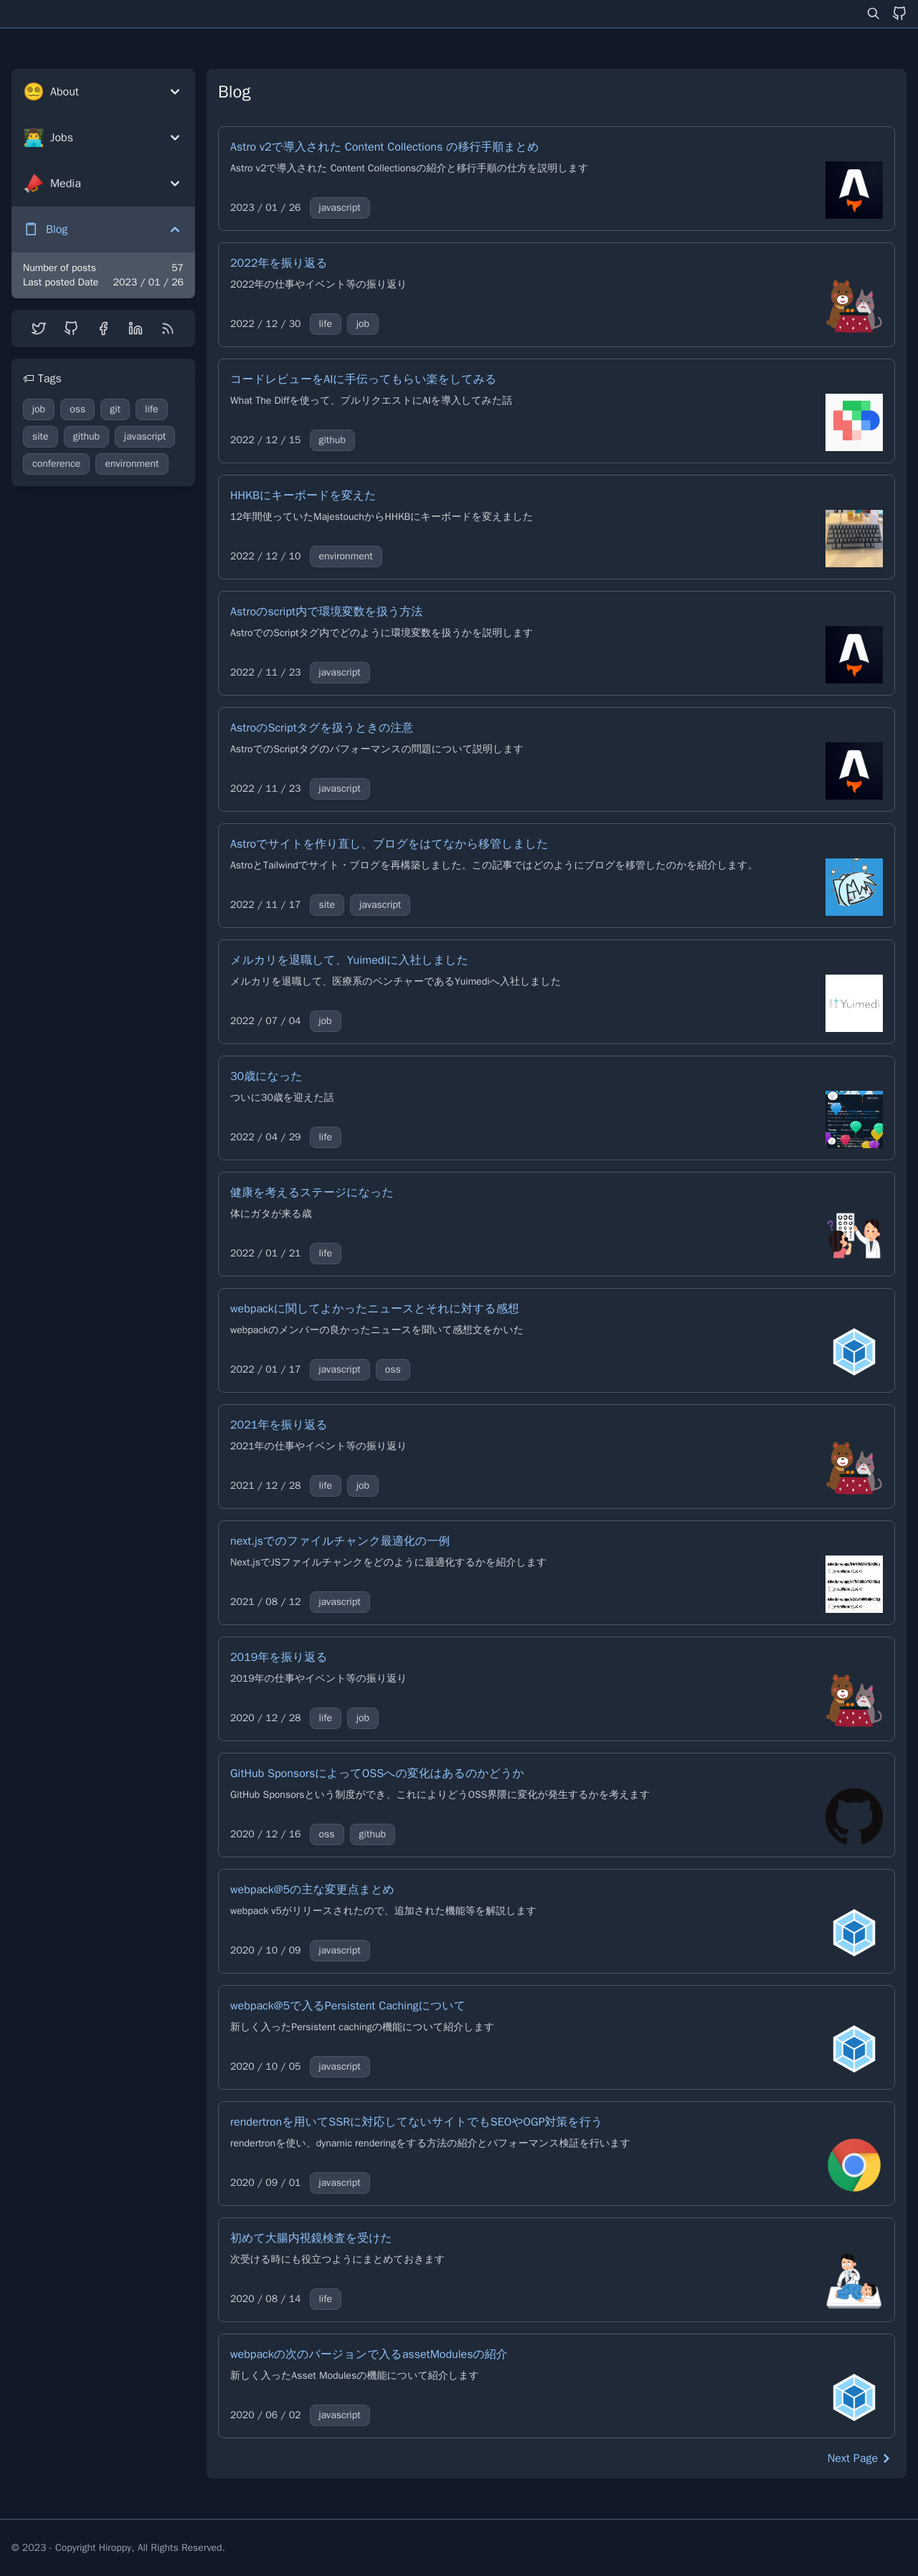 About
Jobs
Media
Blog
Number of posts 57
Last posted Date 2023 / 01 / 26
Tags
job oss git life
site github javascript
conference environment
Blog
Astro v2で導入された Content Collections の移行手順まとめ
Astro v2で導入された Content Collectionsの紹介と移行手順の仕方を説明します
2023 / 01 / 26 javascript
2022年を振り返る
2022年の仕事やイベント等の振り返り
2022 / 12 / 30 life job
コードレビューをAIに手伝ってもらい楽をしてみる
What The Diffを使って、プルリクエストにAIを導入してみた話
2022 / 12 / 15 github
HHKBにキーボードを変えた
12年間使っていたMajestouchからHHKBにキーボードを変えました
2022 / 12 / 10 environment
Astroのscript内で環境変数を扱う方法
AstroでのScriptタグ内でどのように環境変数を扱うかを説明します
2022 / 11 / 23 javascript
AstroのScriptタグを扱うときの注意
AstroでのScriptタグのパフォーマンスの問題について説明します
2022 / 11 / 23 javascript
Astroでサイトを作り直し、ブログをはてなから移管しました
AstroとTailwindでサイト・ブログを再構築しました。この記事ではどのようにブログを移管したのかを紹介します。
2022 / 11 / 17 site javascript
メルカリを退職して、Yuimediに入社しました
メルカリを退職して、医療系のベンチャーであるYuimediへ入社しました
2022 / 07 / 04 job
Yuimedi
30歳になった
ついに30歳を迎えた話
2022 / 04 / 29 life
健康を考えるステージになった
体にガタが来る歳
2022 / 01 / 21 life
webpackに関してよかったニュースとそれに対する感想
webpackのメンバーの良かったニュースを聞いて感想文をかいた
2022 / 01 / 17 javascript oss
2021年を振り返る
2021年の仕事やイベント等の振り返り
2021 / 12 / 28 life job
next.jsでのファイルチャンク最適化の一例
Next.jsでJSファイルチャンクをどのように最適化するかを紹介します
2021 / 08 / 12 javascript
2019年を振り返る
2019年の仕事やイベント等の振り返り
2020 / 12 / 28 life job
GitHub SponsorsによってOSSへの変化はあるのかどうか
GitHub Sponsorsという制度ができ、これによりどうOSS界隈に変化が発生するかを考えます
2020 / 12 / 16 oss github
webpack@5の主な変更点まとめ
webpack v5がリリースされたので、追加された機能等を解説します
2020 / 10 / 09 javascript
webpack@5で入るPersistent Cachingについて
新しく入ったPersistent cachingの機能について紹介します
2020 / 10 / 05 javascript
rendertronを用いてSSRに対応してないサイトでもSEOやOGP対策を行う
rendertronを使い、dynamic renderingをする方法の紹介とパフォーマンス検証を行います
2020 / 09 / 01 javascript
初めて大腸内視鏡検査を受けた
次受ける時にも役立つようにまとめておきます
2020 / 08 / 14 life
webpackの次のバージョンで入るassetModulesの紹介
新しく入ったAsset Modulesの機能について紹介します
2020 / 06 / 02 javascript
Next Page
© 2023 - Copyright Hiroppy, All Rights Reserved.